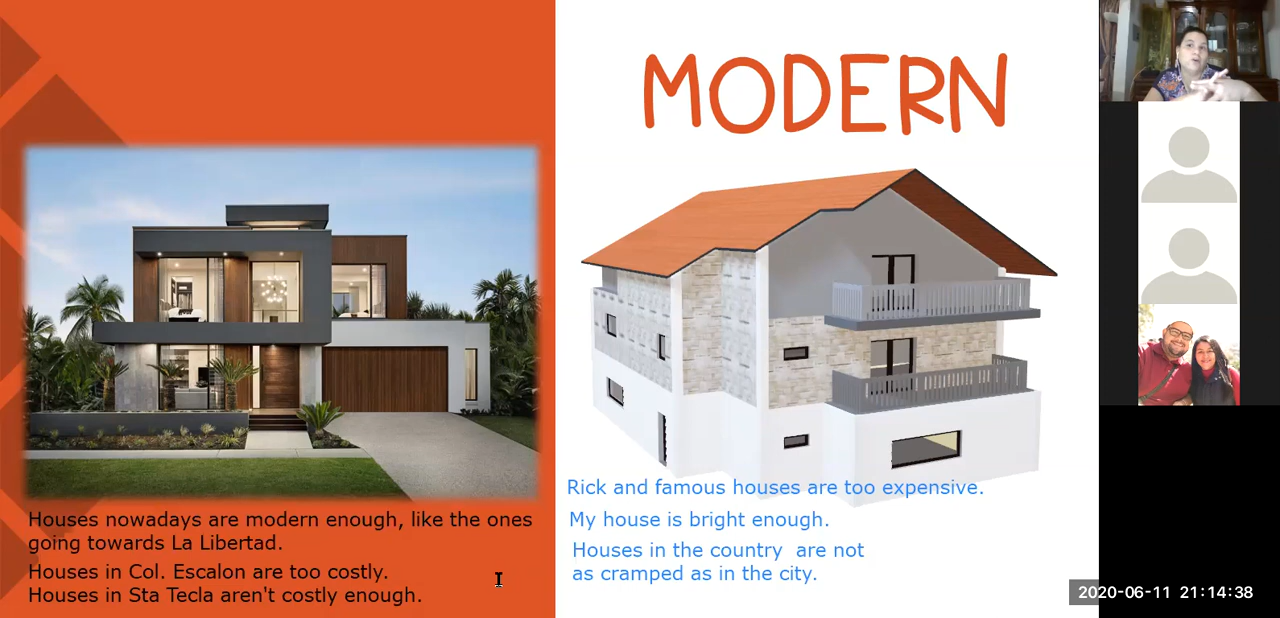 MODERN
Houses nowadays are modern enough, like the ones
going towards La Libertad.
Houses in Col. Escalon are too costly.
Houses in Sta Tecla aren't costly enough.
Rick and famous houses are too expensive.
My house is bright enough.
Houses in the country  are not
as cramped as in the city.
2020-06-11 21:14:38